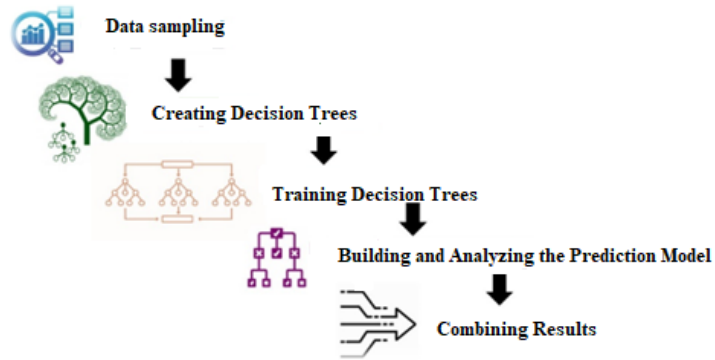 Data sampling
Creating Decision Trees
Training Decision Trees
Building and Analyzing the Prediction Model
Combining Results